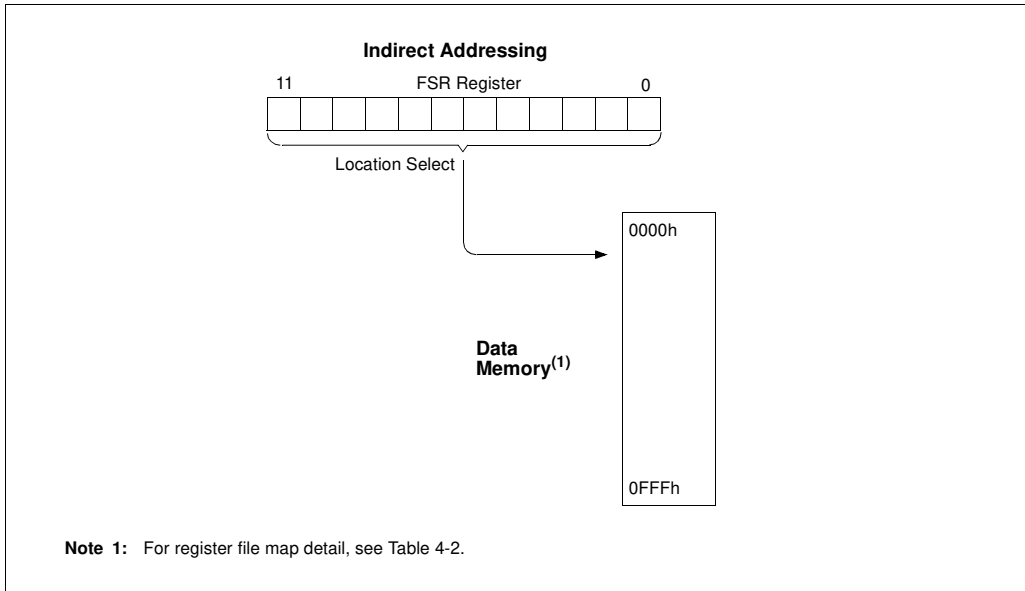 Indirect Addressing
11 FSR Register 0
Location Select
0000h
Data
Memory(1)
0FFFh
Note 1: For register file map detail, see Table 4-2.